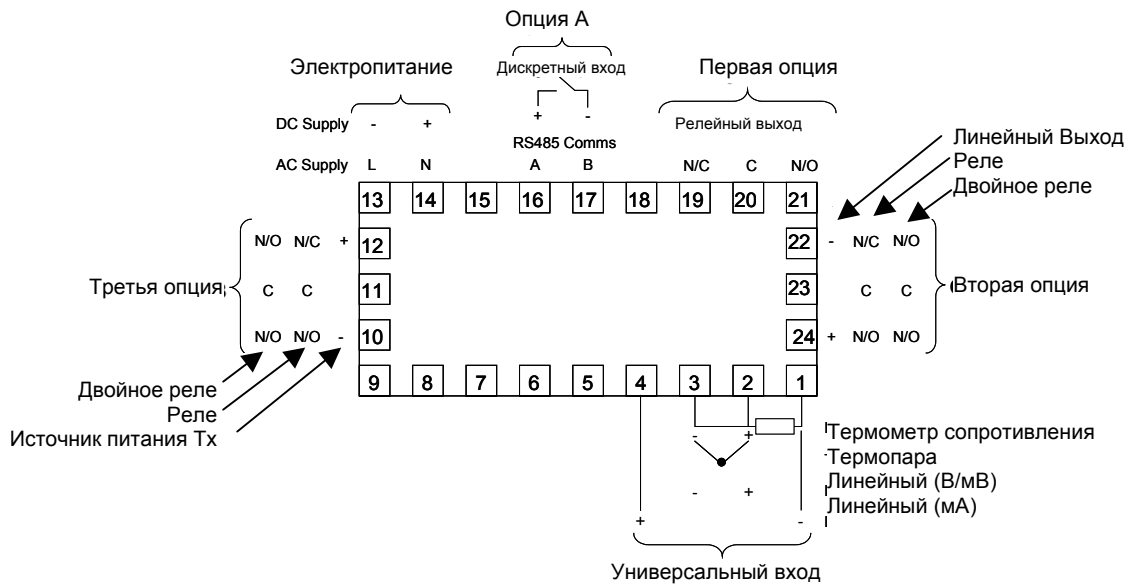 Опция A
Электропитание
Дискретный вход
Первая опция
+ -
DC Supply - +
Релейный выход
RS485 Comms
AC Supply L N A B N/C C N/O
Линейный Выход
Реле
Двойное реле
13 14 15 16 17 18 19 20 21
N/O N/C + 12
22 - N/C N/O
Третья опция
C C 11
23 C C
Вторая опция
N/O N/O - 10
24 + N/O N/O
9 8 7 6 5 4 3 2 1
Двойное реле
Реле
Источник питания Tx
- +
Термометр сопротивления
Термопара
Линейный (В/мВ)
- +
Линейный (мА)
+ -
Универсальный вход